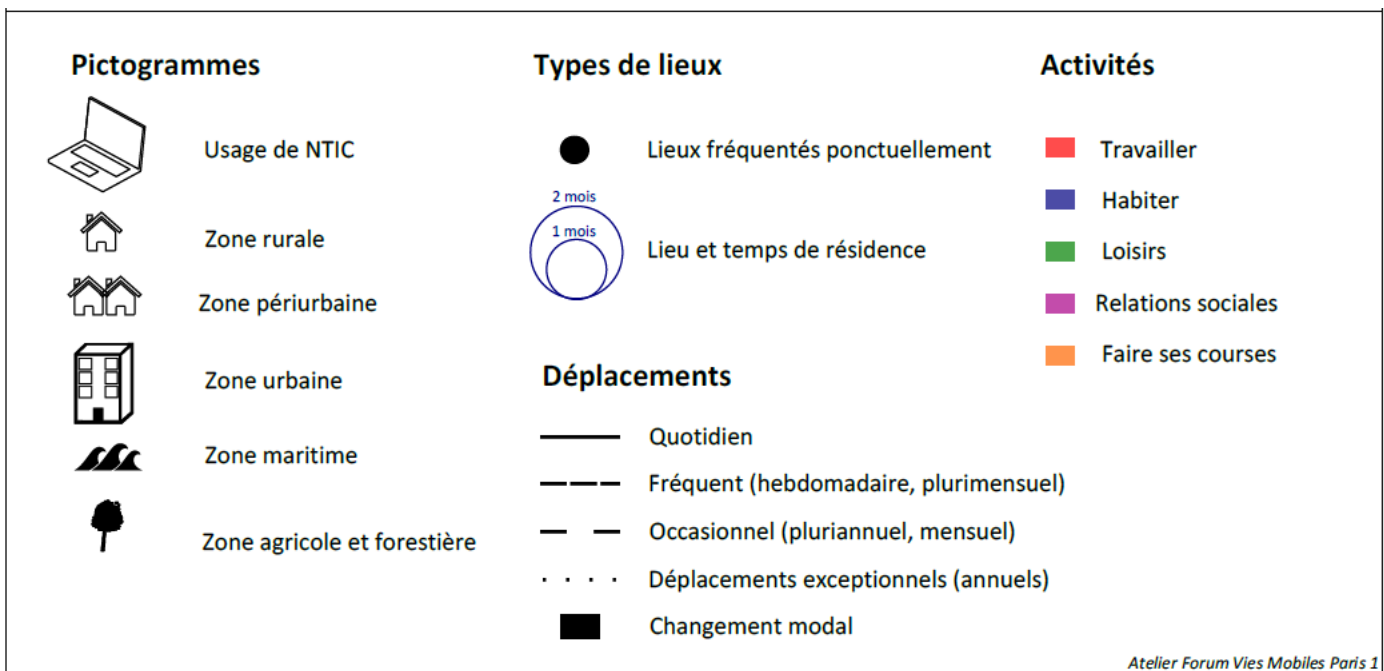 Pictogrammes
Usage de NTIC
Zone rurale
Zone périurbaine
Zone urbaine
Zone maritime
Zone agricole et forestière
Types de lieux
Lieux fréquentés ponctuellement
2 mois
1 mois
Lieu et temps de résidence
Déplacements
Quotidien
Fréquent (hebdomadaire, plurimensuel)
Occasionnel (pluriannuel, mensuel)
Déplacements exceptionnels (annuels)
Changement modal
Activités
Travailler
Habiter
Loisirs
Relations sociales
Faire ses courses
Atelier Forum Vies Mobiles Paris 1